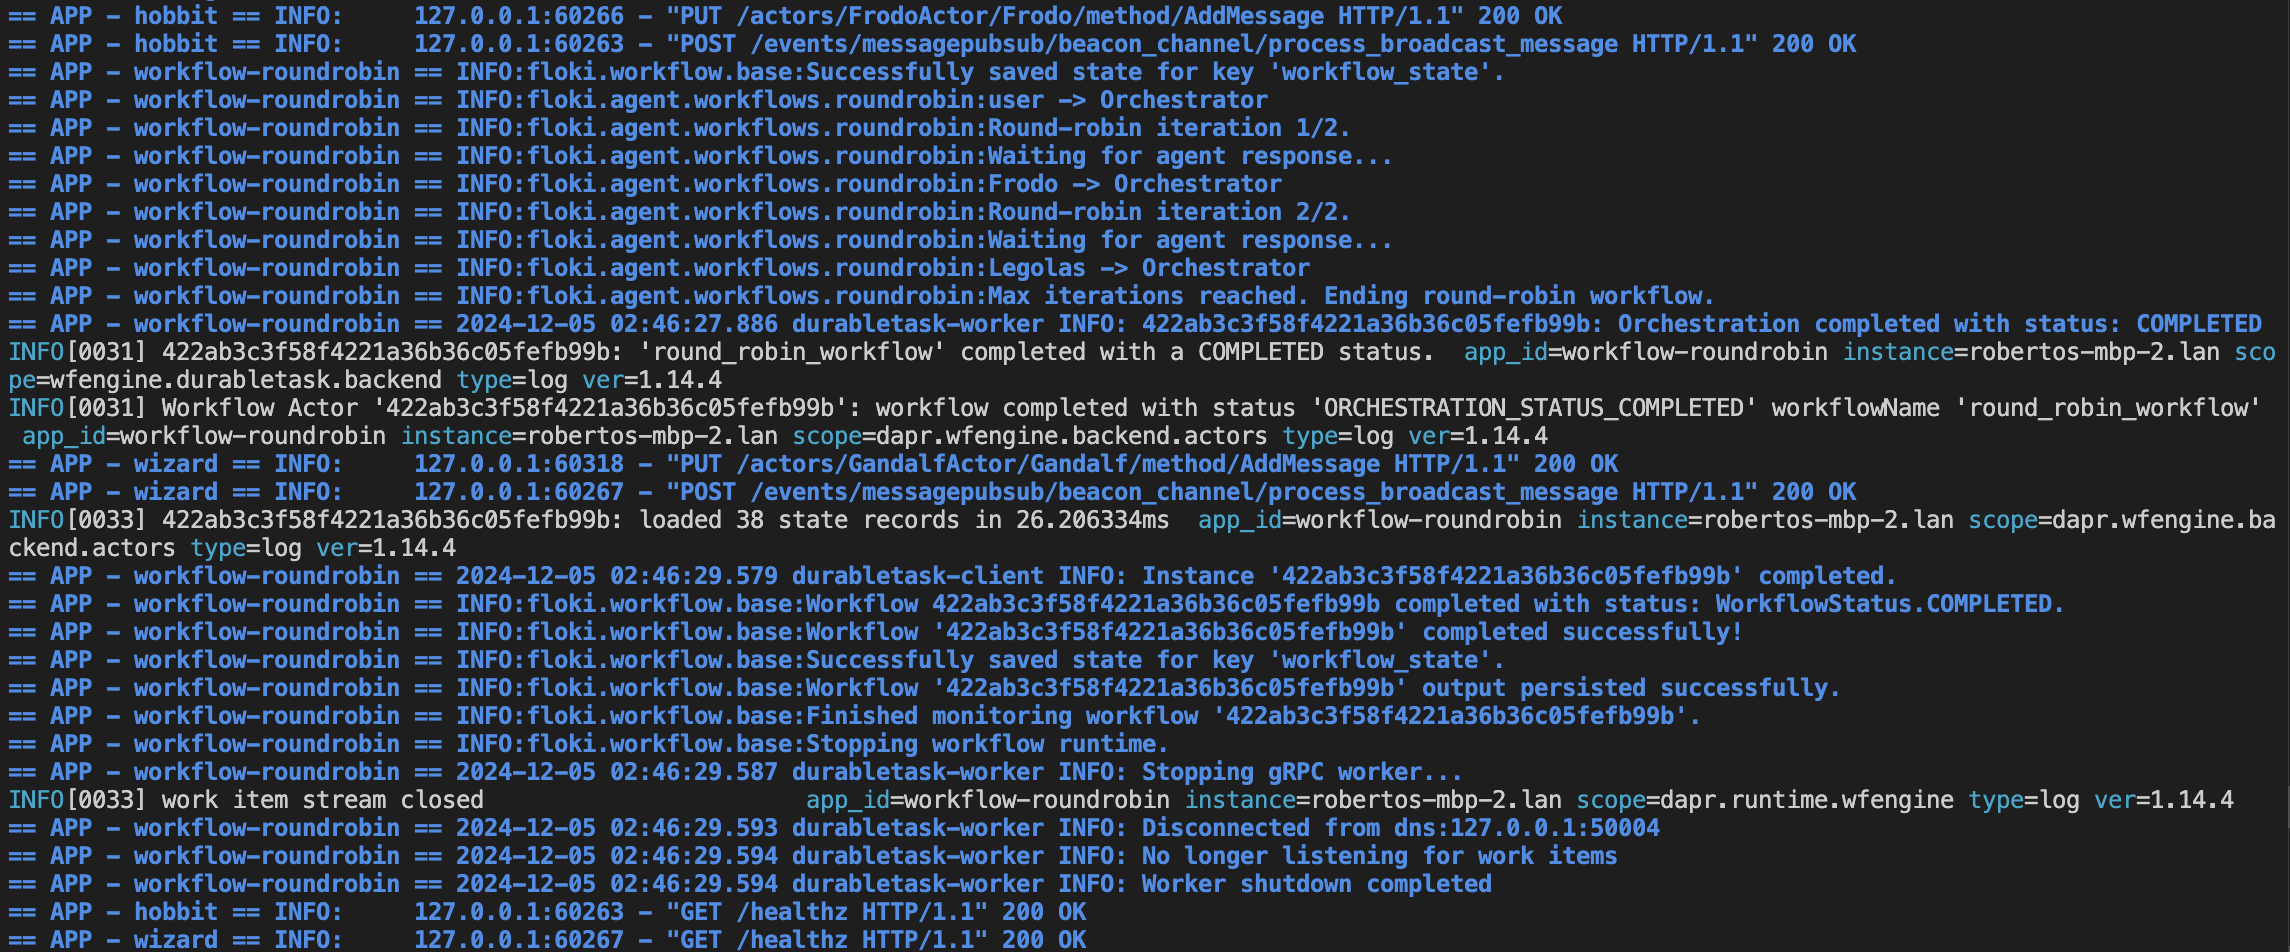 == APP - hobbit == INFO:     127.0.0.1:60266 - "PUT /actors/FrodoActor/Frodo/method/AddMessage HTTP/1.1" 200 OK
== APP - hobbit == INFO:     127.0.0.1:60263 - "POST /events/messagepubsub/beacon_channel/process_broadcast_message HTTP/1.1" 200 OK
== APP - workflow-roundrobin == INFO:floki.workflow.base:Successfully saved state for key 'workflow_state'.
== APP - workflow-roundrobin == INFO:floki.agent.workflows.roundrobin:user -> Orchestrator
== APP - workflow-roundrobin == INFO:floki.agent.workflows.roundrobin:Round-robin iteration 1/2.
== APP - workflow-roundrobin == INFO:floki.agent.workflows.roundrobin:Waiting for agent response...
== APP - workflow-roundrobin == INFO:floki.agent.workflows.roundrobin:Frodo -> Orchestrator
== APP - workflow-roundrobin == INFO:floki.agent.workflows.roundrobin:Round-robin iteration 2/2.
== APP - workflow-roundrobin == INFO:floki.agent.workflows.roundrobin:Waiting for agent response...
== APP - workflow-roundrobin == INFO:floki.agent.workflows.roundrobin:Legolas -> Orchestrator
== APP - workflow-roundrobin == INFO:floki.agent.workflows.roundrobin:Max iterations reached. Ending round-robin workflow.
== APP - workflow-roundrobin == 2024-12-05 02:46:27.886 durabletask-worker INFO: 422ab3c3f58f4221a36b36c05fefb99b: Orchestration completed with status: COMPLETED
INFO[0031] 422ab3c3f58f4221a36b36c05fefb99b: 'round_robin_workflow' completed with a COMPLETED status.  app_id=workflow-roundrobin instance=robertos-mbp-2.lan sco
pe=wfengine.durabletask.backend type=log ver=1.14.4
INFO[0031] Workflow Actor '422ab3c3f58f4221a36b36c05fefb99b': workflow completed with status 'ORCHESTRATION_STATUS_COMPLETED' workflowName 'round_robin_workflow'
 app_id=workflow-roundrobin instance=robertos-mbp-2.lan scope=dapr.wfengine.backend.actors type=log ver=1.14.4
== APP - wizard == INFO:     127.0.0.1:60318 - "PUT /actors/GandalfActor/Gandalf/method/AddMessage HTTP/1.1" 200 OK
== APP - wizard == INFO:     127.0.0.1:60267 - "POST /events/messagepubsub/beacon_channel/process_broadcast_message HTTP/1.1" 200 OK
INFO[0033] 422ab3c3f58f4221a36b36c05fefb99b: loaded 38 state records in 26.206334ms  app_id=workflow-roundrobin instance=robertos-mbp-2.lan scope=dapr.wfengine.ba
ckend.actors type=log ver=1.14.4
== APP - workflow-roundrobin == 2024-12-05 02:46:29.579 durabletask-client INFO: Instance '422ab3c3f58f4221a36b36c05fefb99b' completed.
== APP - workflow-roundrobin == INFO:floki.workflow.base:Workflow 422ab3c3f58f4221a36b36c05fefb99b completed with status: WorkflowStatus.COMPLETED.
== APP - workflow-roundrobin == INFO:floki.workflow.base:Workflow '422ab3c3f58f4221a36b36c05fefb99b' completed successfully!
== APP - workflow-roundrobin == INFO:floki.workflow.base:Successfully saved state for key 'workflow_state'.
== APP - workflow-roundrobin == INFO:floki.workflow.base:Workflow '422ab3c3f58f4221a36b36c05fefb99b' output persisted successfully.
== APP - workflow-roundrobin == INFO:floki.workflow.base:Finished monitoring workflow '422ab3c3f58f4221a36b36c05fefb99b'.
== APP - workflow-roundrobin == INFO:floki.workflow.base:Stopping workflow runtime.
== APP - workflow-roundrobin == 2024-12-05 02:46:29.587 durabletask-worker INFO: Stopping gRPC worker...
INFO[0033] work item stream closed                       app_id=workflow-roundrobin instance=robertos-mbp-2.lan scope=dapr.runtime.wfengine type=log ver=1.14.4
== APP - workflow-roundrobin == 2024-12-05 02:46:29.593 durabletask-worker INFO: Disconnected from dns:127.0.0.1:50004
== APP - workflow-roundrobin == 2024-12-05 02:46:29.594 durabletask-worker INFO: No longer listening for work items
== APP - workflow-roundrobin == 2024-12-05 02:46:29.594 durabletask-worker INFO: Worker shutdown completed
== APP - hobbit == INFO:     127.0.0.1:60263 - "GET /healthz HTTP/1.1" 200 OK
== APP - wizard == INFO:     127.0.0.1:60267 - "GET /healthz HTTP/1.1" 200 OK